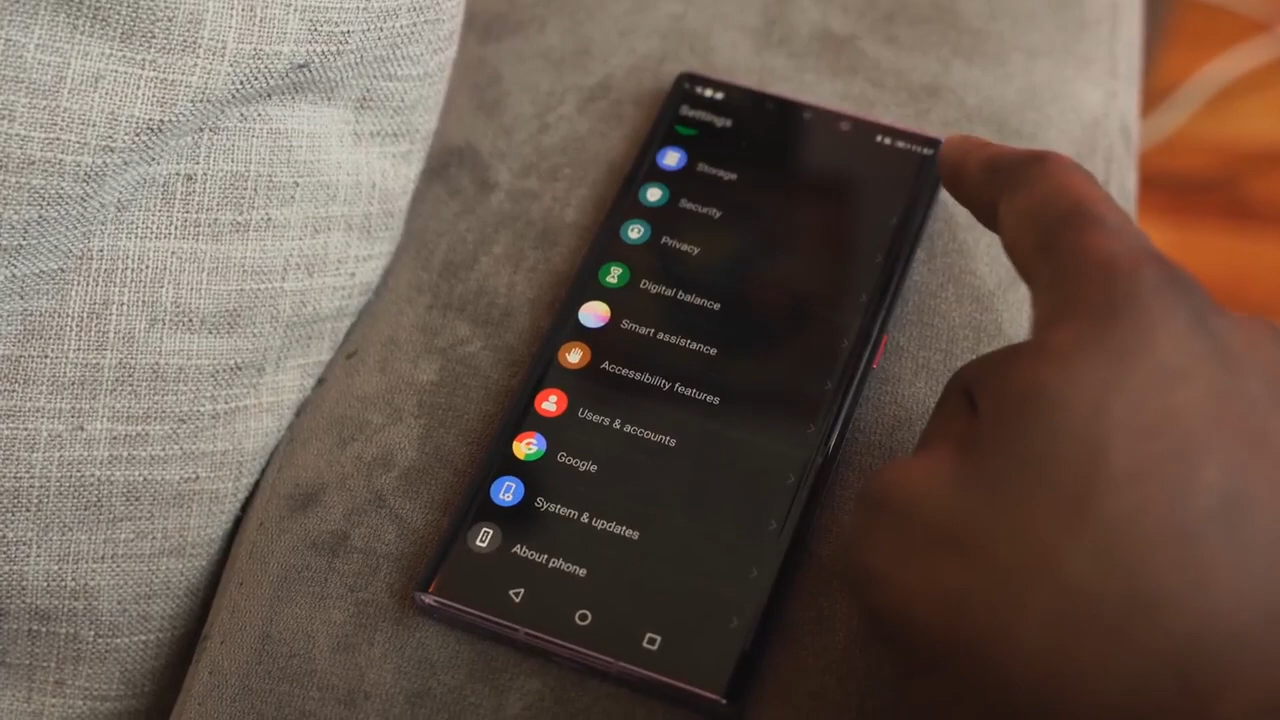 Settings
Storage
Security
Privacy
Digital balance
Smart assistance
Accessibility features
Users & accounts
Google
System & updates
About phone